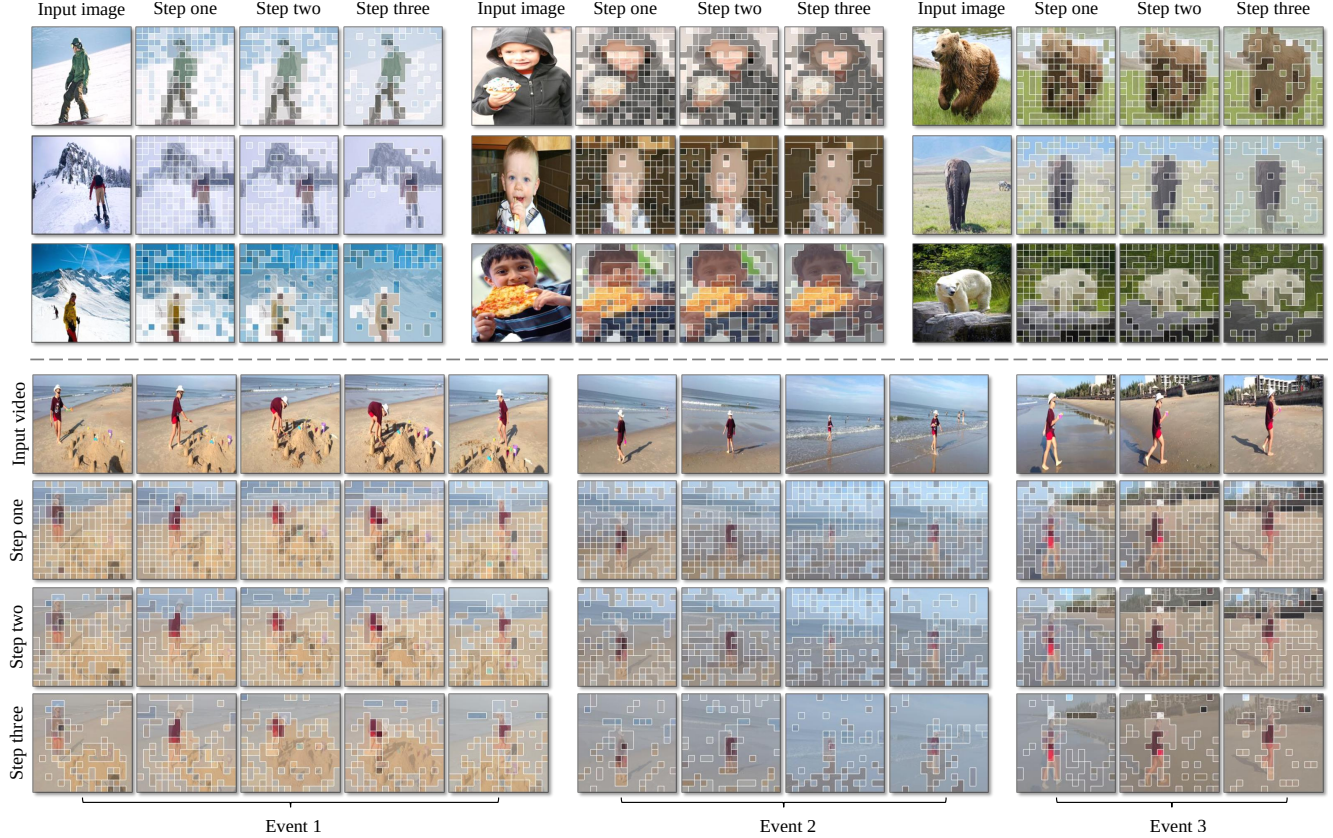 Input image Step one Step two Step three Input image Step one Step two Step three Input image Step one Step two Step three
Input video
Step one
Step two
Step three
Event 1 Event 2 Event 3